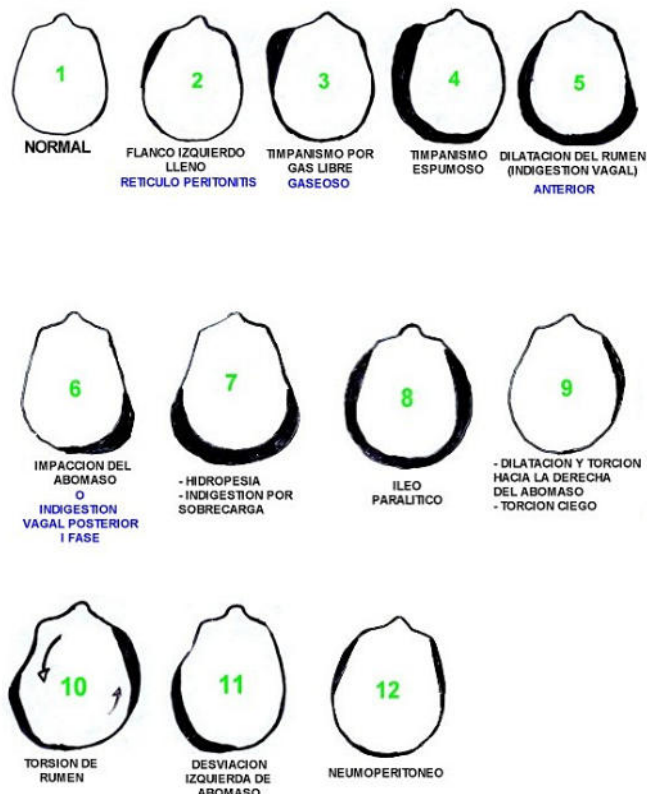 1
NORMAL
2
FLANCO IZQUIERDO
LLENO
RETICULO PERITONITIS
3
TIMPANISMO POR
GAS LIBRE
GASEOSO
4
TIMPANISMO
ESPUMOSO
5
DILATACION DEL RUMEN
(INDIGESTION VAGAL)
ANTERIOR
6
IMPACCION DEL
ABOMASO
O
INDIGESTION
VAGAL POSTERIOR
I FASE
7
- HIDROPESIA
- INDIGESTION POR
SOBRECARGA
8
ILEO
PARALITICO
9
- DILATACION Y TORCION
HACIA LA DERECHA
DEL ABOMASO
- TORCION CIEGO
10
TORSION DE
RUMEN
11
DESVIACION
IZQUIERDA DE
ABOMASO
12
NEUMOPERITONEO